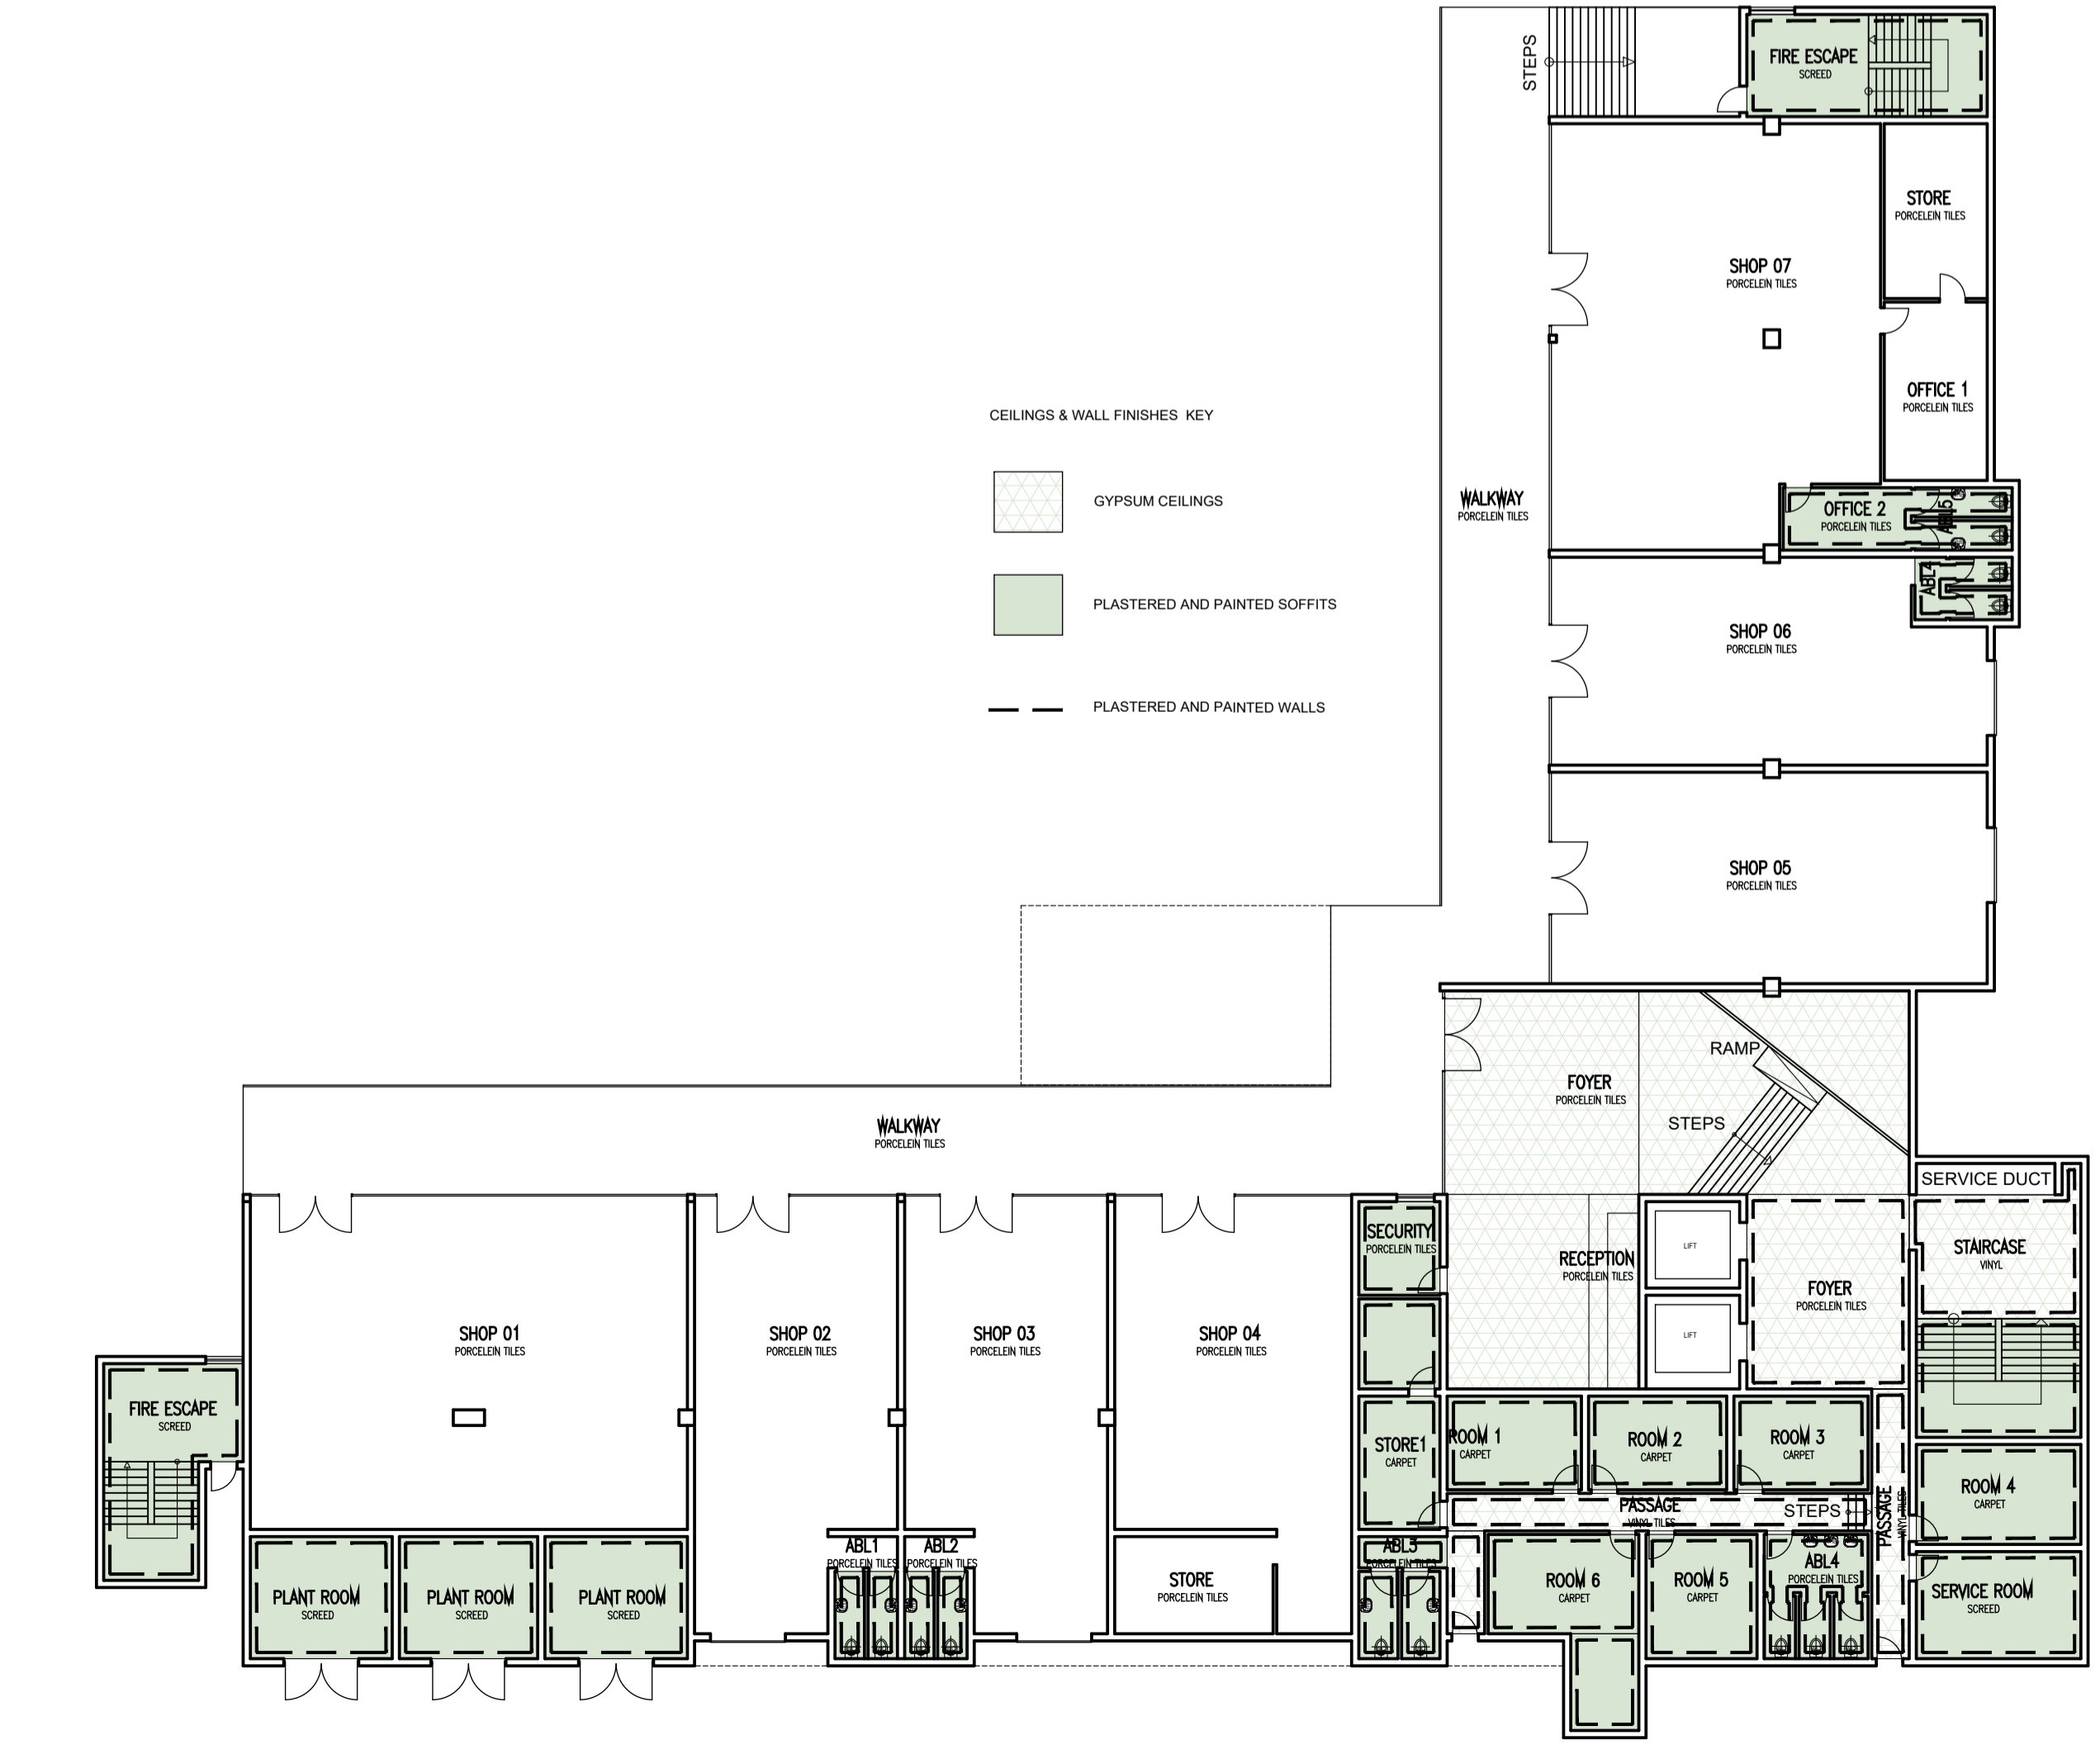 STEPS
FIRE ESCAPE
SCREED
STORE
PORCELEIN TILES
SHOP 07
PORCELEIN TILES
OFFICE 1
PORCELEIN TILES
CEILINGS & WALL FINISHES KEY
GYPSUM CEILINGS
PLASTERED AND PAINTED SOFFITS
PLASTERED AND PAINTED WALLS
WALKWAY
PORCELEIN TILES
OFFICE 2
PORCELEIN TILES
ABL5
ABL4
SHOP 06
PORCELEIN TILES
SHOP 05
PORCELEIN TILES
RAMP
FOYER
PORCELEIN TILES
STEPS
WALKWAY
PORCELEIN TILES
SERVICE DUCT
SECURITY
PORCELEIN TILES
RECEPTION
PORCELEIN TILES
LIFT
STAIRCASE
VINYL
FOYER
PORCELEIN TILES
LIFT
SHOP 01
PORCELEIN TILES
SHOP 02
PORCELEIN TILES
SHOP 03
PORCELEIN TILES
SHOP 04
PORCELEIN TILES
FIRE ESCAPE
SCREED
STORE1
CARPET
ROOM 1
CARPET
ROOM 2
CARPET
ROOM 3
CARPET
ROOM 4
CARPET
PASSAGE
VINYL TILES
STEPS
PASSAGE
VINYL TILES
ABL1
PORCELEIN TILES
ABL2
PORCELEIN TILES
ABL3
PORCELEIN TILES
ABL4
PORCELEIN TILES
PLANT ROOM
SCREED
PLANT ROOM
SCREED
PLANT ROOM
SCREED
STORE
PORCELEIN TILES
ROOM 6
CARPET
ROOM 5
CARPET
SERVICE ROOM
SCREED